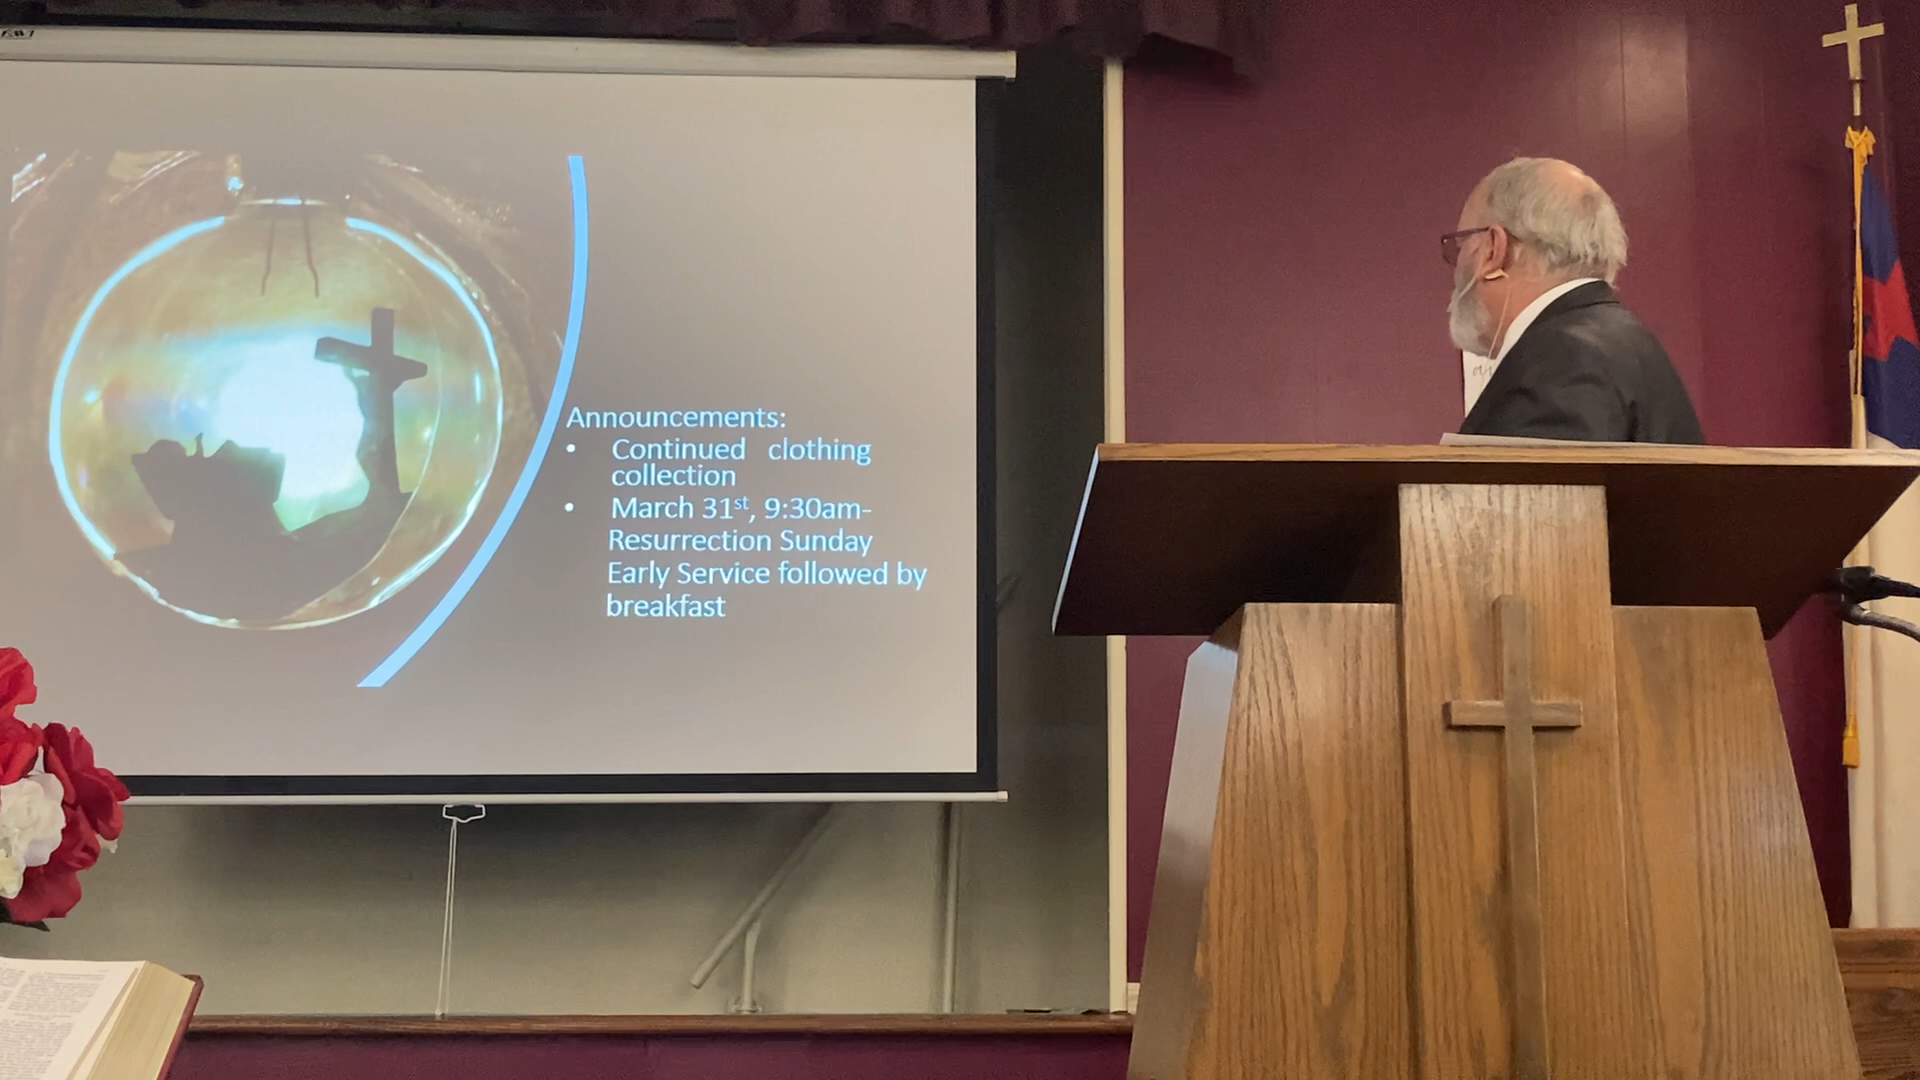 Announcements:
• Continued clothing
collection
• March 31st, 9:30am-
Resurrection Sunday
Early Service followed by
breakfast